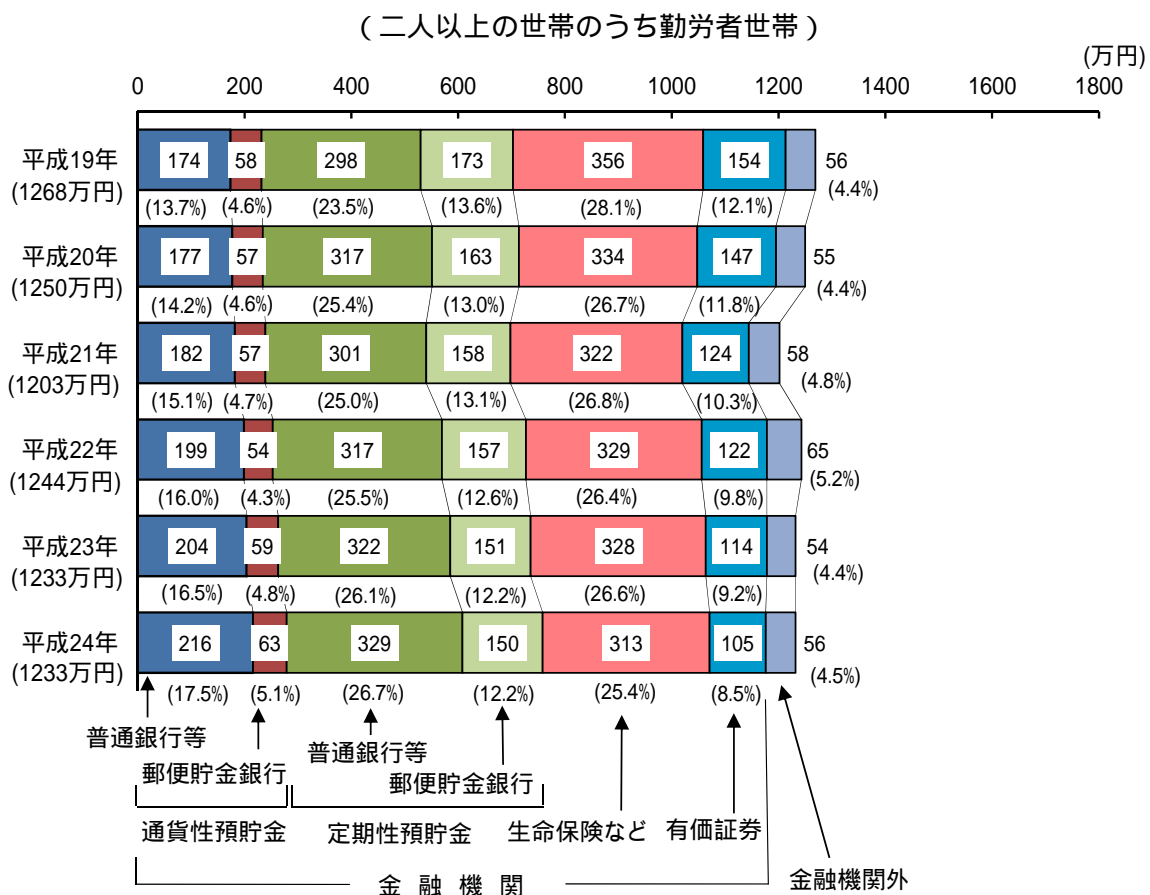 (二人以上の世帯のうち勤労者世帯)
(万円)
0 200 400 600 800 1000 1200 1400 1600 1800
平成19年 174 58 298 173 356 154 56
(1268万円) (13.7%) (4.6%) (23.5%) (13.6%) (28.1%) (12.1%) (4.4%)
平成20年 177 57 317 163 334 147 55
(1250万円) (14.2%) (4.6%) (25.4%) (13.0%) (26.7%) (11.8%) (4.4%)
平成21年 182 57 301 158 322 124 58
(1203万円) (15.1%) (4.7%) (25.0%) (13.1%) (26.8%) (10.3%) (4.8%)
平成22年 199 54 317 157 329 122 65
(1244万円) (16.0%) (4.3%) (25.5%) (12.6%) (26.4%) (9.8%) (5.2%)
平成23年 204 59 322 151 328 114 54
(1233万円) (16.5%) (4.8%) (26.1%) (12.2%) (26.6%) (9.2%) (4.4%)
平成24年 216 63 329 150 313 105 56
(1233万円) (17.5%) (5.1%) (26.7%) (12.2%) (25.4%) (8.5%) (4.5%)
普通銀行等 普通銀行等
郵便貯金銀行 郵便貯金銀行
通貨性預貯金 定期性預貯金 生命保険など 有価証券
金融機関 金融機関外